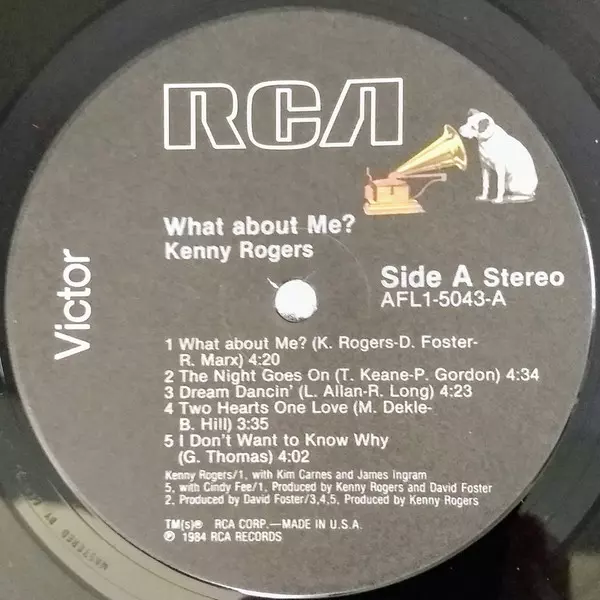 RCA
Victor
What about Me?
Kenny Rogers
Side A Stereo
AFL1-5043-A
1 What about Me? (K. Rogers-D. Foster-
R. Marx) 4:20
2 The Night Goes On (T. Keane-P. Gordon) 4:34
3 Dream Dancin' (L. Allan-R. Long) 4:23
4 Two Hearts One Love (M. Dekle-
B. Hill) 3:35
5 I Don't Want to Know Why
(G. Thomas) 4:02
Kenny Rogers/1, with Kim Carnes and James Ingram
5, with Cindy Fee/1, Produced by Kenny Rogers and David Foster
2, Produced by David Foster/3,4,5, Produced by Kenny Rogers
TM(s)® RCA CORP.—MADE IN U.S.A.
℗ 1984 RCA RECORDS
MASTERED BY